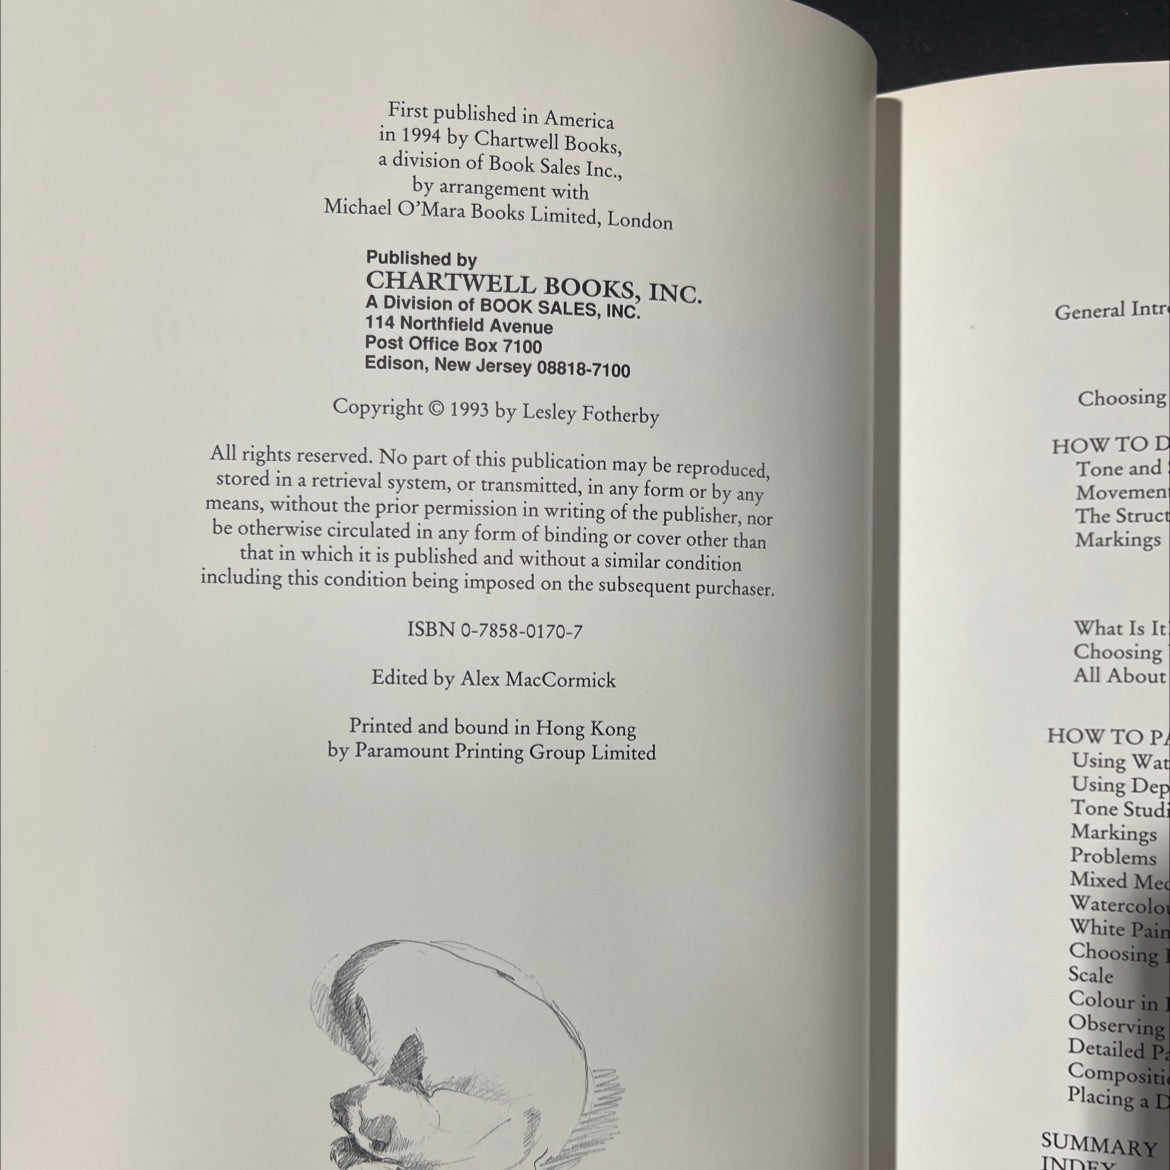 First published in America
in 1994 by Chartwell Books,
a division of Book Sales Inc.,
by arrangement with
Michael O'Mara Books Limited, London
Published by
CHARTWELL BOOKS, INC.
A Division of BOOK SALES, INC.
114 Northfield Avenue
Post Office Box 7100
Edison, New Jersey 08818-7100
Copyright © 1993 by Lesley Fotherby
All rights reserved. No part of this publication may be reproduced,
stored in a retrieval system, or transmitted, in any form or by any
means, without the prior permission in writing of the publisher, nor
be otherwise circulated in any form of binding or cover other than
that in which it is published and without a similar condition
including this condition being imposed on the subsequent purchaser.
ISBN 0-7858-0170-7
Edited by Alex MacCormick
Printed and bound in Hong Kong
by Paramount Printing Group Limited
General Intr
Choosing
HOW TO D
Tone and
Movemen
The Struct
Markings
What Is It
Choosing
All About
HOW TO PA
Using Wat
Using Dep
Tone Studi
Markings
Problems
Mixed Med
Watercolou
White Pain
Choosing
Scale
Colour in
Observing
Detailed Pa
Compositi
Placing a D
SUMMARY
INDEX